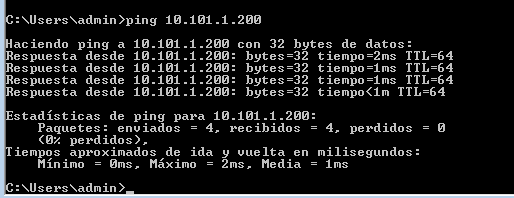 C:\Users\admin>ping 10.101.1.200
Haciendo ping a 10.101.1.200 con 32 bytes de datos:
Respuesta desde 10.101.1.200: bytes=32 tiempo=2ms TTL=64
Respuesta desde 10.101.1.200: bytes=32 tiempo=1ms TTL=64
Respuesta desde 10.101.1.200: bytes=32 tiempo=1ms TTL=64
Respuesta desde 10.101.1.200: bytes=32 tiempo<1m TTL=64
Estadísticas de ping para 10.101.1.200:
Paquetes: enviados = 4, recibidos = 4, perdidos = 0
(0% perdidos),
Tiempos aproximados de ida y vuelta en milisegundos:
Mínimo = 0ms, Máximo = 2ms, Media = 1ms
C:\Users\admin>_